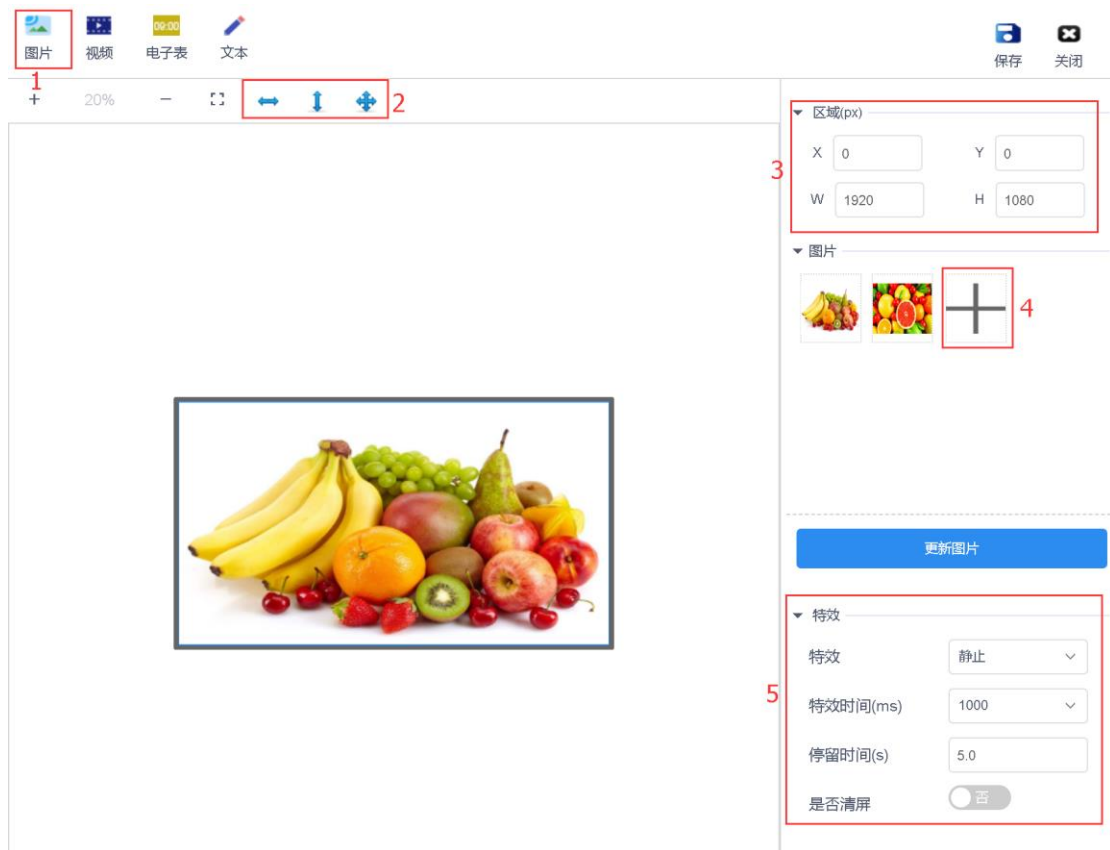 09:00
图片 视频 电子表 文本
保存 关闭
1
+ 20% −
2
区域(px)
3
X 0 Y 0
W 1920 H 1080
图片
4
更新图片
特效
特效 静止
5
特效时间(ms) 1000
停留时间(s) 5.0
是否清屏 否